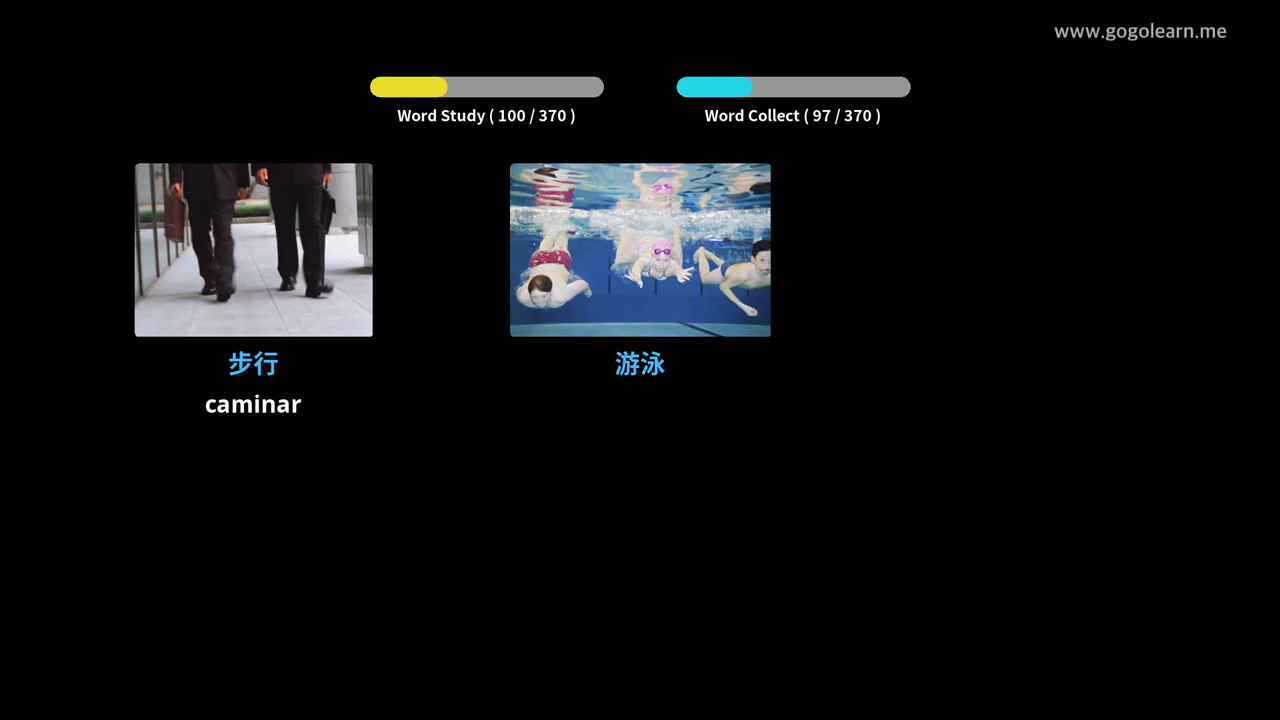 www.gogolearn.me
Word Study ( 100 / 370 )
Word Collect ( 97 / 370 )
步行
游泳
caminar